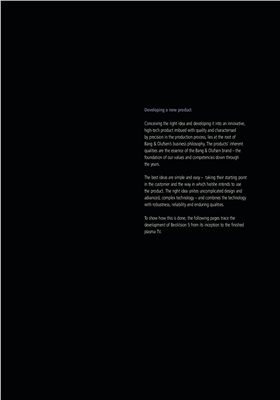 Developing a new product
Conceiving the right idea and developing it into an innovative,
high-tech product imbued with quality and characterised
by precision in the production process, lies at the root of
Bang & Olufsen's business philosophy. The products' inherent
qualities are the essence of the Bang & Olufsen brand – the
foundation of our values and competences down through
the years.
The best ideas are simple and easy – taking their starting point
in the customer and the way in which he/she intends to use
the product. The right idea unites uncomplicated design and
advanced, complex technology – and combines the technology
with robustness, reliability and enduring qualities.
To show how this is done, the following pages trace the
development of BeoVision 5 from its inception to the finished
plasma TV.